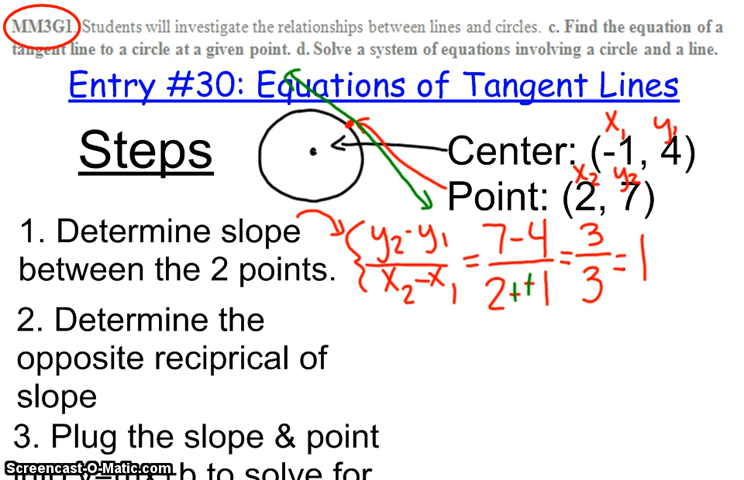 MM3G1. Students will investigate the relationships between lines and circles. c. Find the equation of a
tangent line to a circle at a given point. d. Solve a system of equations involving a circle and a line.
Entry #30: Equations of Tangent Lines
Steps
x₁ y₁
Center: (-1, 4)
x₂ y₂
Point: (2, 7)
1. Determine slope
between the 2 points.
{ y₂-y₁ / x₂-x₁ = 7-4 / 2++1 = 3/3 = 1
2. Determine the
opposite reciprical of
slope
3. Plug the slope & point
b to solve for
Screencast-O-Matic.com